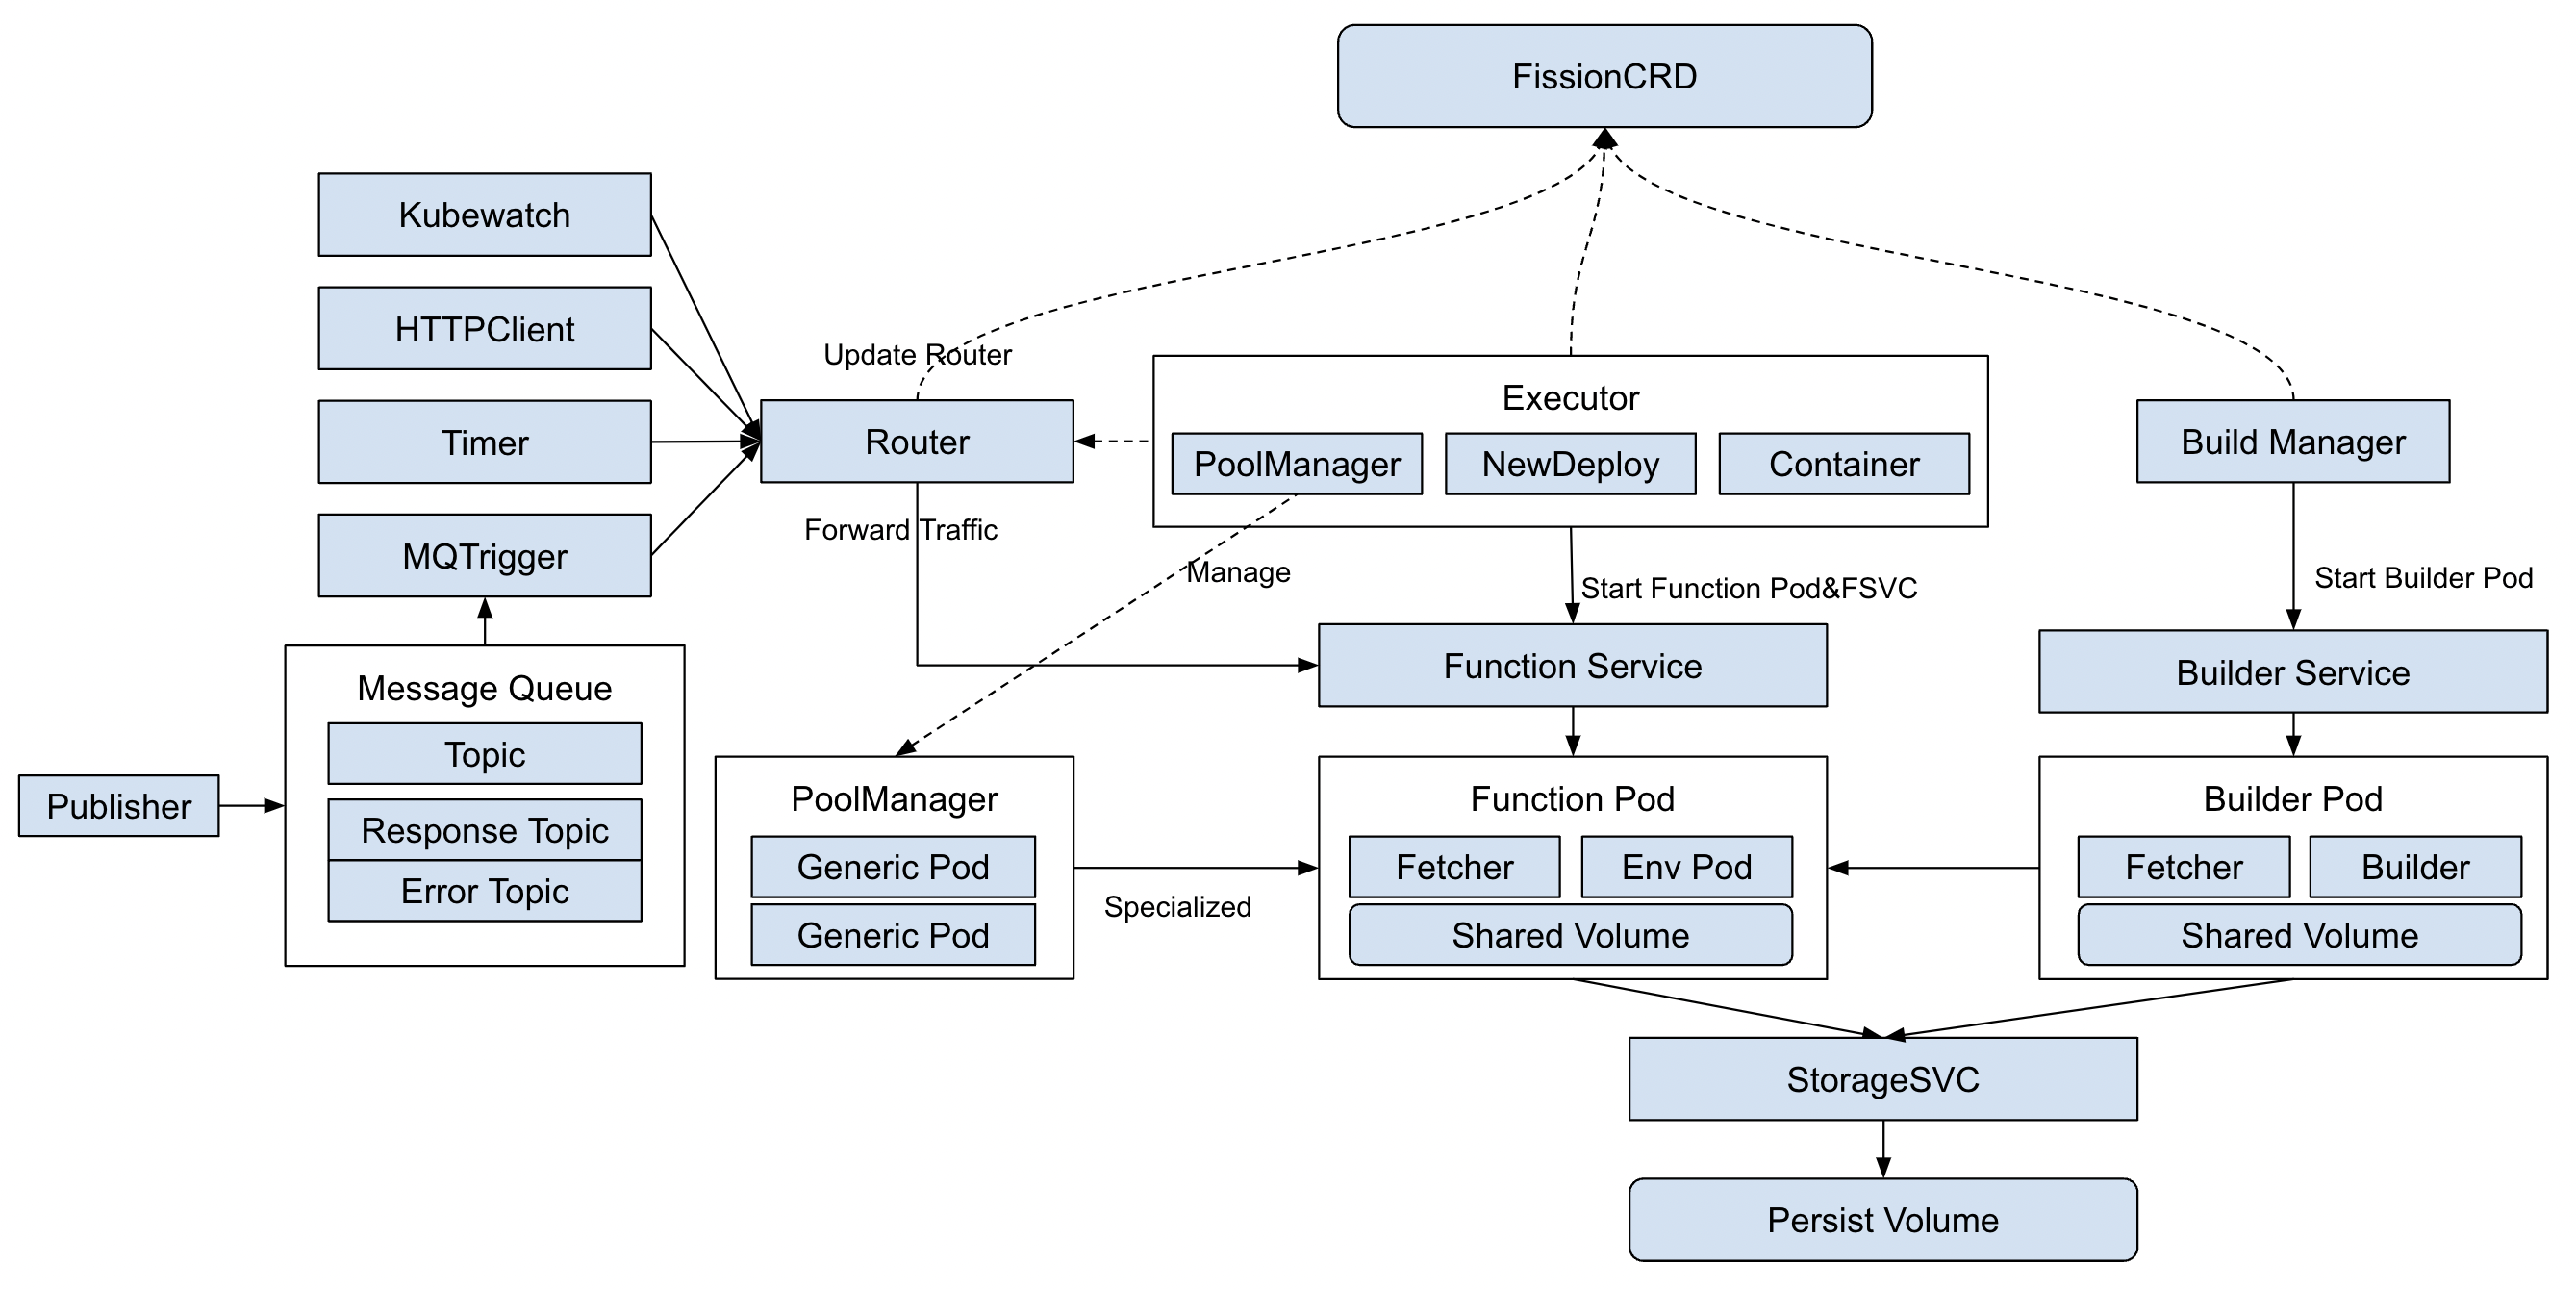 FissionCRD
Kubewatch
HTTPClient
Timer
MQTrigger
Update Router
Router
Forward Traffic
Executor
PoolManager
NewDeploy
Container
Build Manager
Manage
Start Function Pod&FSVC
Start Builder Pod
Function Service
Builder Service
Publisher
Message Queue
Topic
Response Topic
Error Topic
PoolManager
Generic Pod
Generic Pod
Specialized
Function Pod
Fetcher
Env Pod
Shared Volume
Builder Pod
Fetcher
Builder
Shared Volume
StorageSVC
Persist Volume